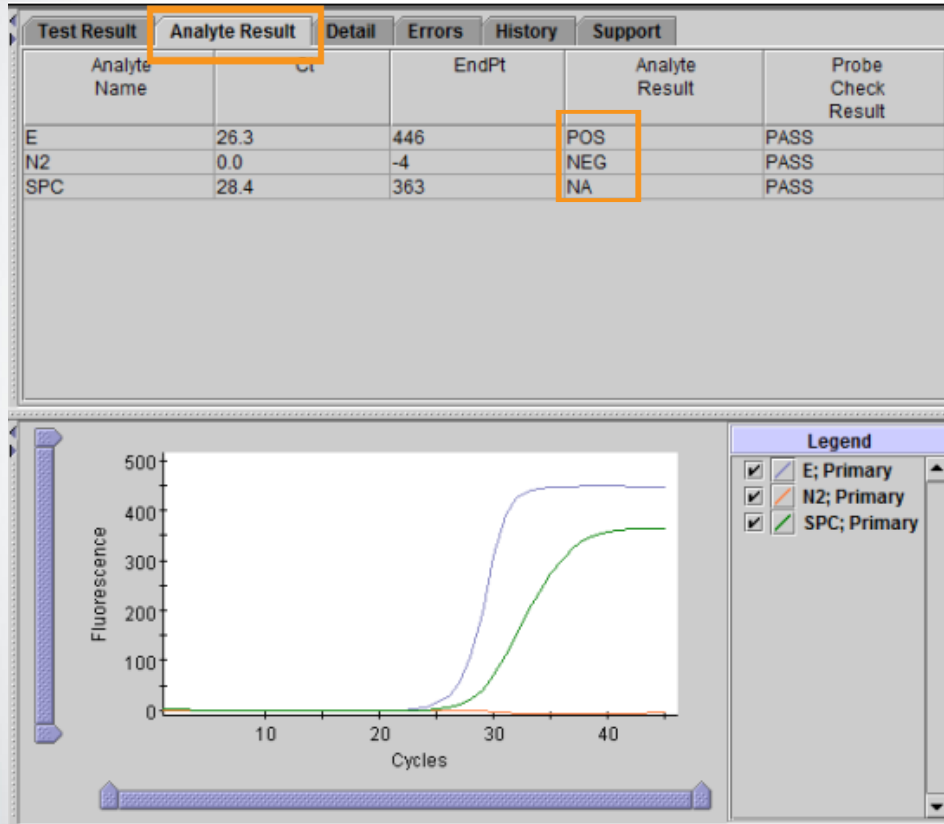 Test Result Analyte Result Detail Errors History Support
Analyte Name Ct EndPt Analyte Result Probe Check Result
E 26.3 446 POS PASS
N2 0.0 -4 NEG PASS
SPC 28.4 363 NA PASS
Legend
E; Primary
N2; Primary
SPC; Primary
Fluorescence
500
400
300
200
100
0
10 20 30 40
Cycles